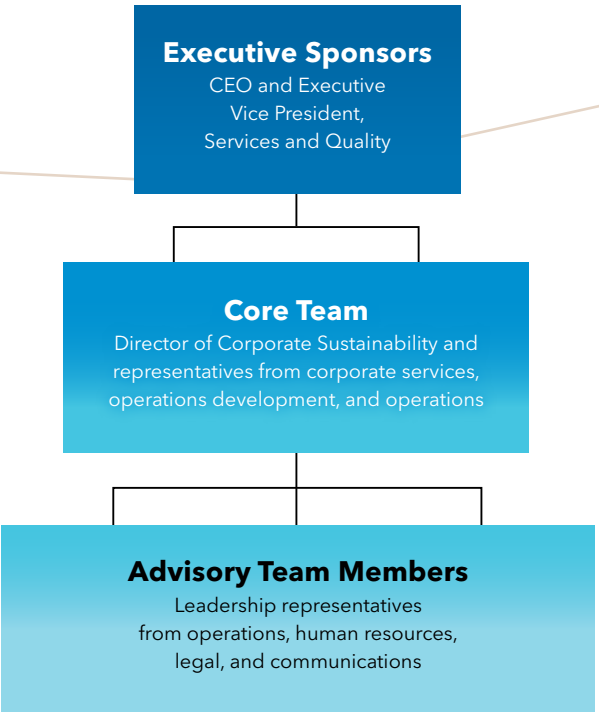 Executive Sponsors
CEO and Executive
Vice President,
Services and Quality
Core Team
Director of Corporate Sustainability and
representatives from corporate services,
operations development, and operations
Advisory Team Members
Leadership representatives
from operations, human resources,
legal, and communications